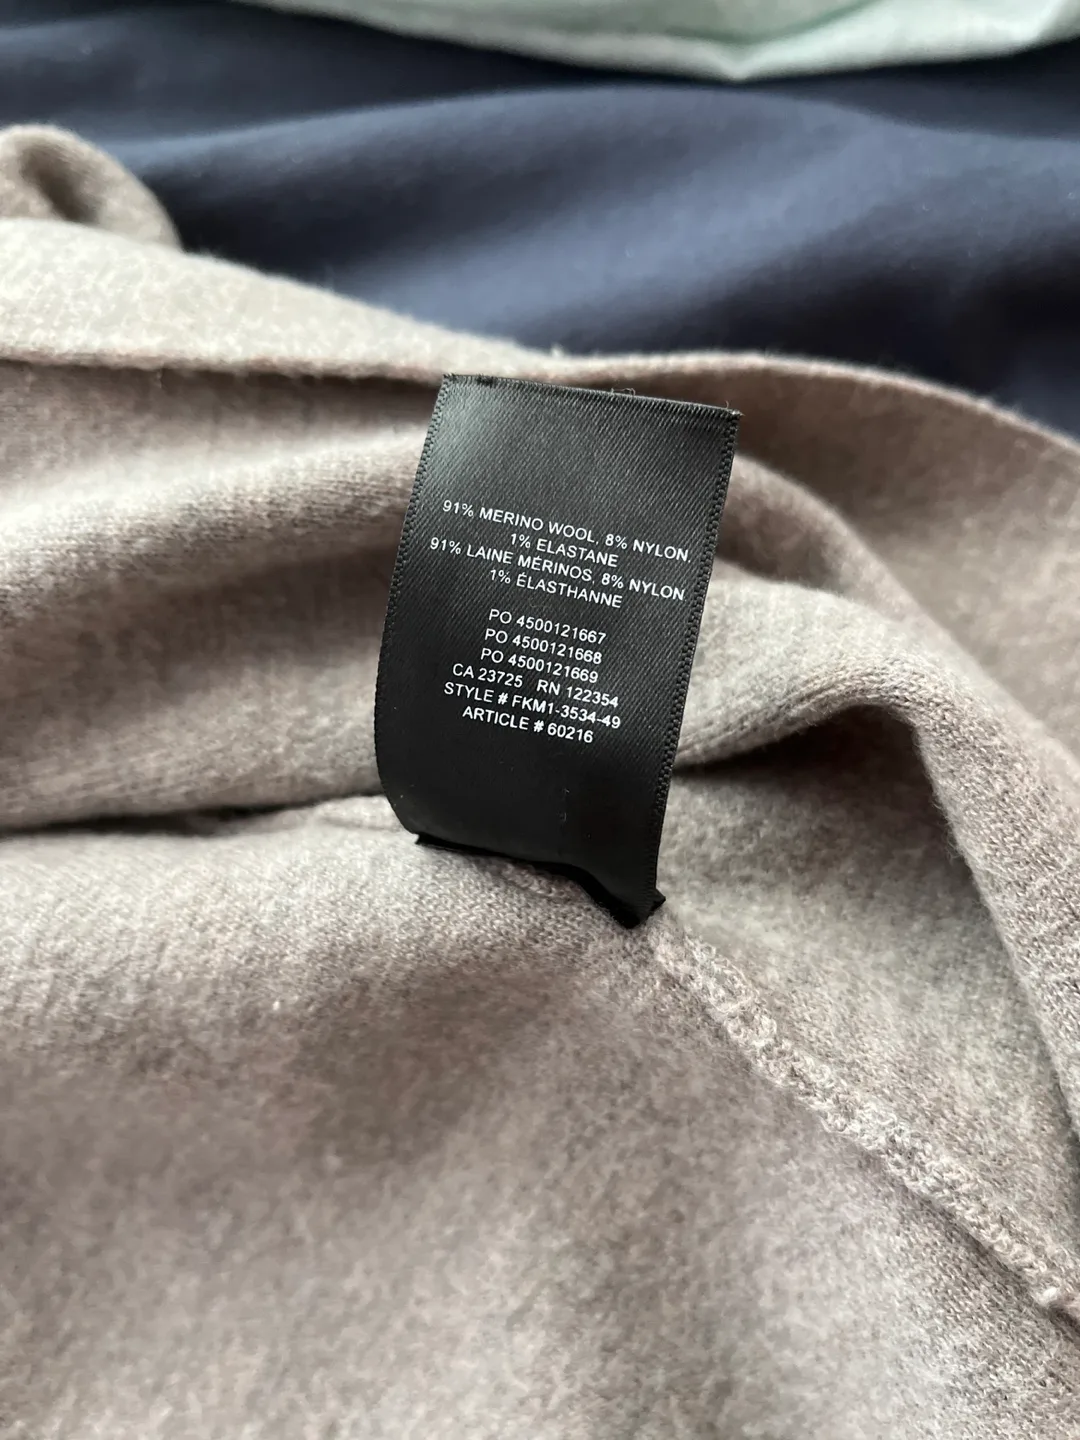 91% MERINO WOOL, 8% NYLON,
1% ELASTANE
91% LAINE MÉRINOS, 8% NYLON
1% ÉLASTHANNE
PO 4500121667
PO 4500121668
PO 4500121669
CA 23725 RN 122354
STYLE # FKM1-3534-49
ARTICLE # 60216